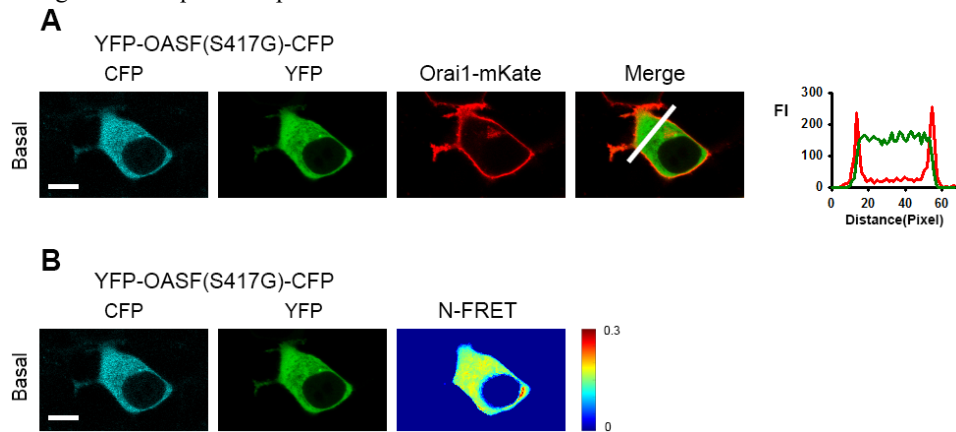 A
YFP-OASF(S417G)-CFP
CFP YFP Orai1-mKate Merge
Basal
FI
300
200
100
0
0 20 40 60
Distance(Pixel)
B
YFP-OASF(S417G)-CFP
CFP YFP N-FRET
Basal
0.3
0